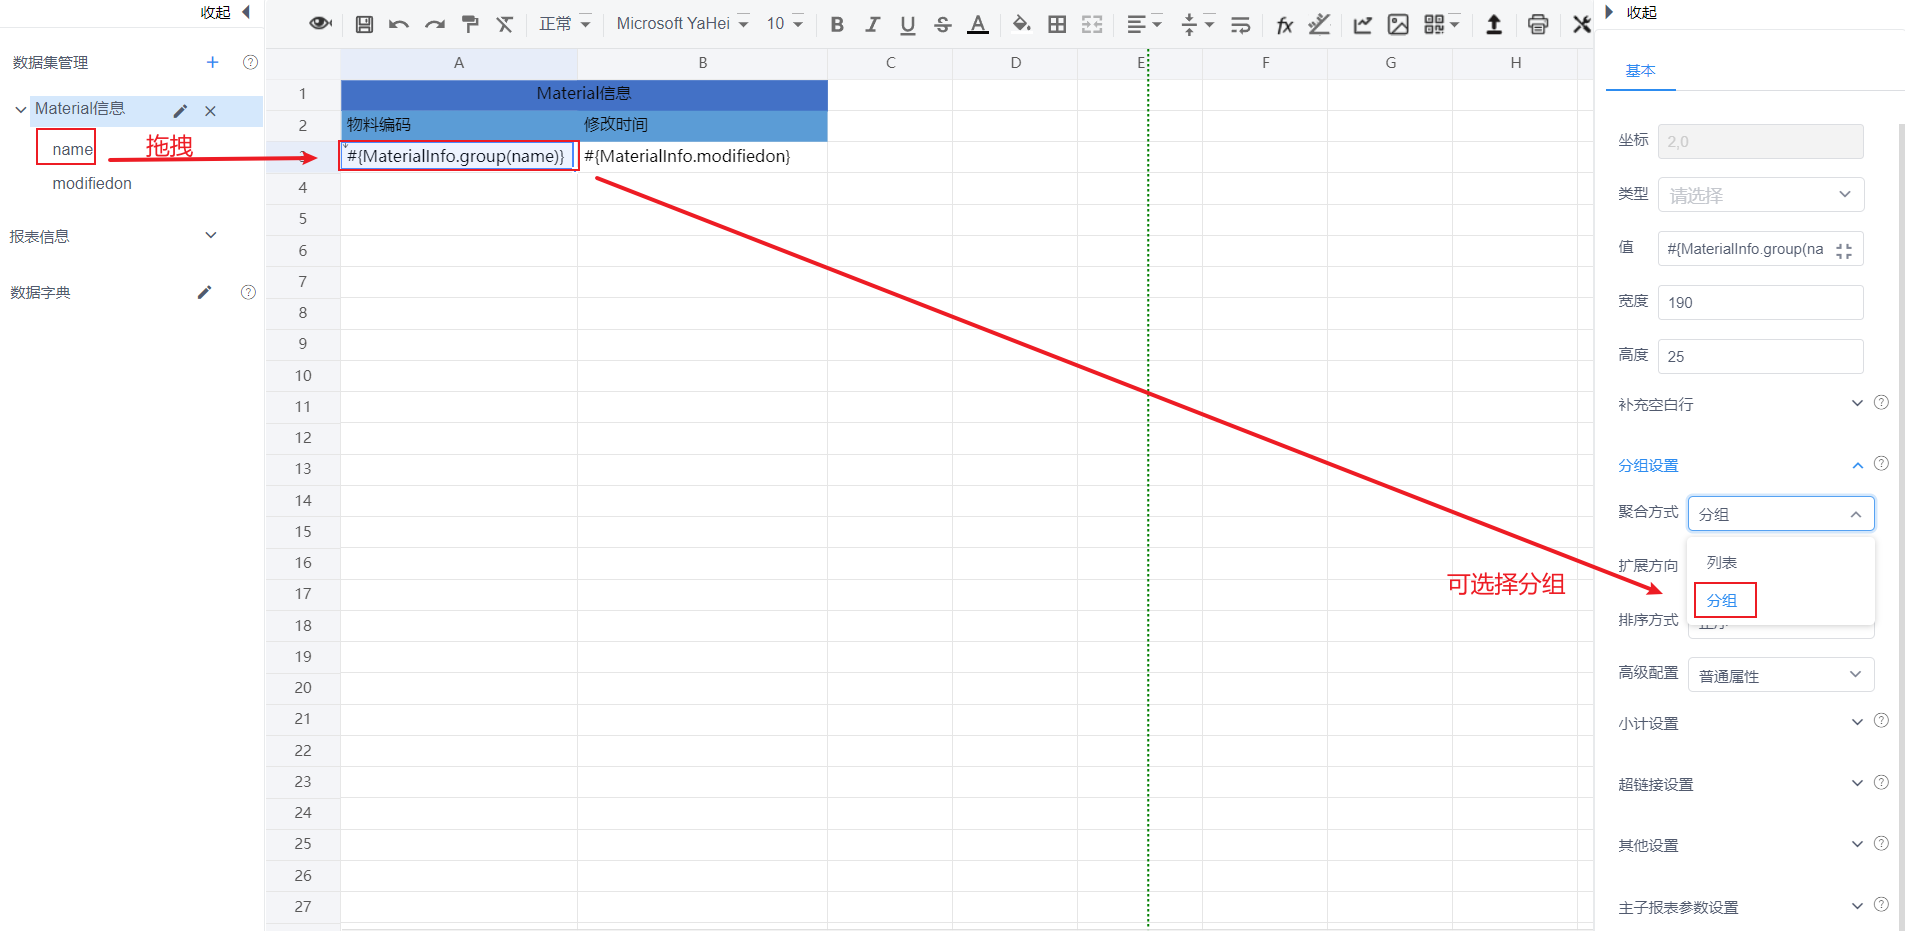 收起
数据集管理
Material信息
name
拖拽
modifiedon
报表信息
数据字典
正常
Microsoft YaHei
10
B
I
U
S
A
fx
A B C D E F G H
1 Material信息
2 物料编码 修改时间
3 #{MaterialInfo.group(name)} #{MaterialInfo.modifiedon}
4
5
6
7
8
9
10
11
12
13
14
15
16
17
18
19
20
21
22
23
24
25
26
27
可选择分组
收起
基本
坐标 2,0
类型 请选择
值 #{MaterialInfo.group(na
宽度 190
高度 25
补充空白行
分组设置
聚合方式 分组
列表
扩展方向
分组
排序方式
高级配置 普通属性
小计设置
超链接设置
其他设置
主子报表参数设置